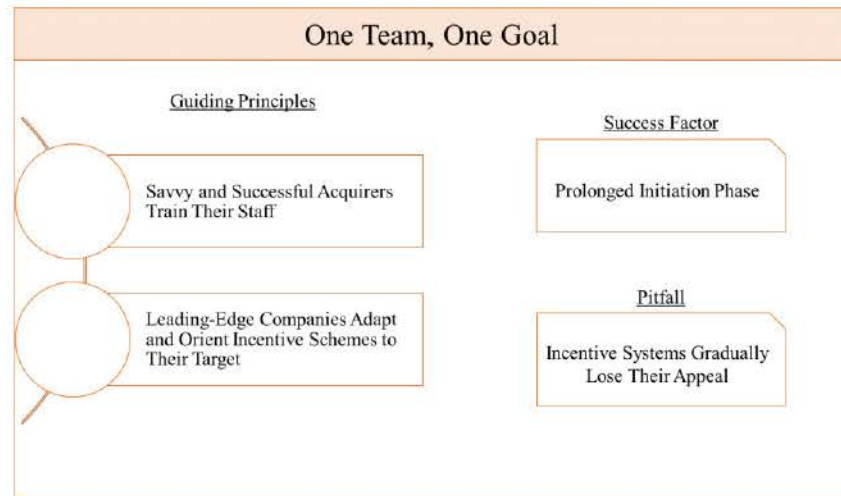 One Team, One Goal
Guiding Principles
Savvy and Successful Acquirers
Train Their Staff
Leading-Edge Companies Adapt
and Orient Incentive Schemes to
Their Target
Success Factor
Prolonged Initiation Phase
Pitfall
Incentive Systems Gradually
Lose Their Appeal